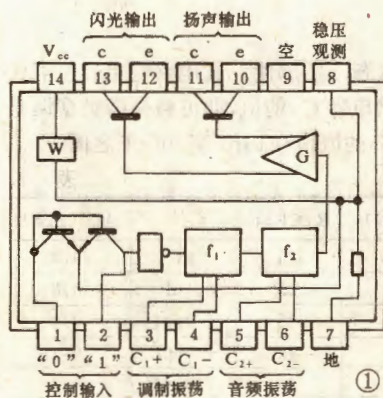 闪光输出 扬声输出 稳压
Vcc c e c e 空 观测
14 13 12 11 10 9 8
W G
f₁ f₂
1 2 3 4 5 6 7
“0” “1” C₁+ C₁- C₂₊ C₂₋ 地
控制输入 调制振荡 音频振荡 ①